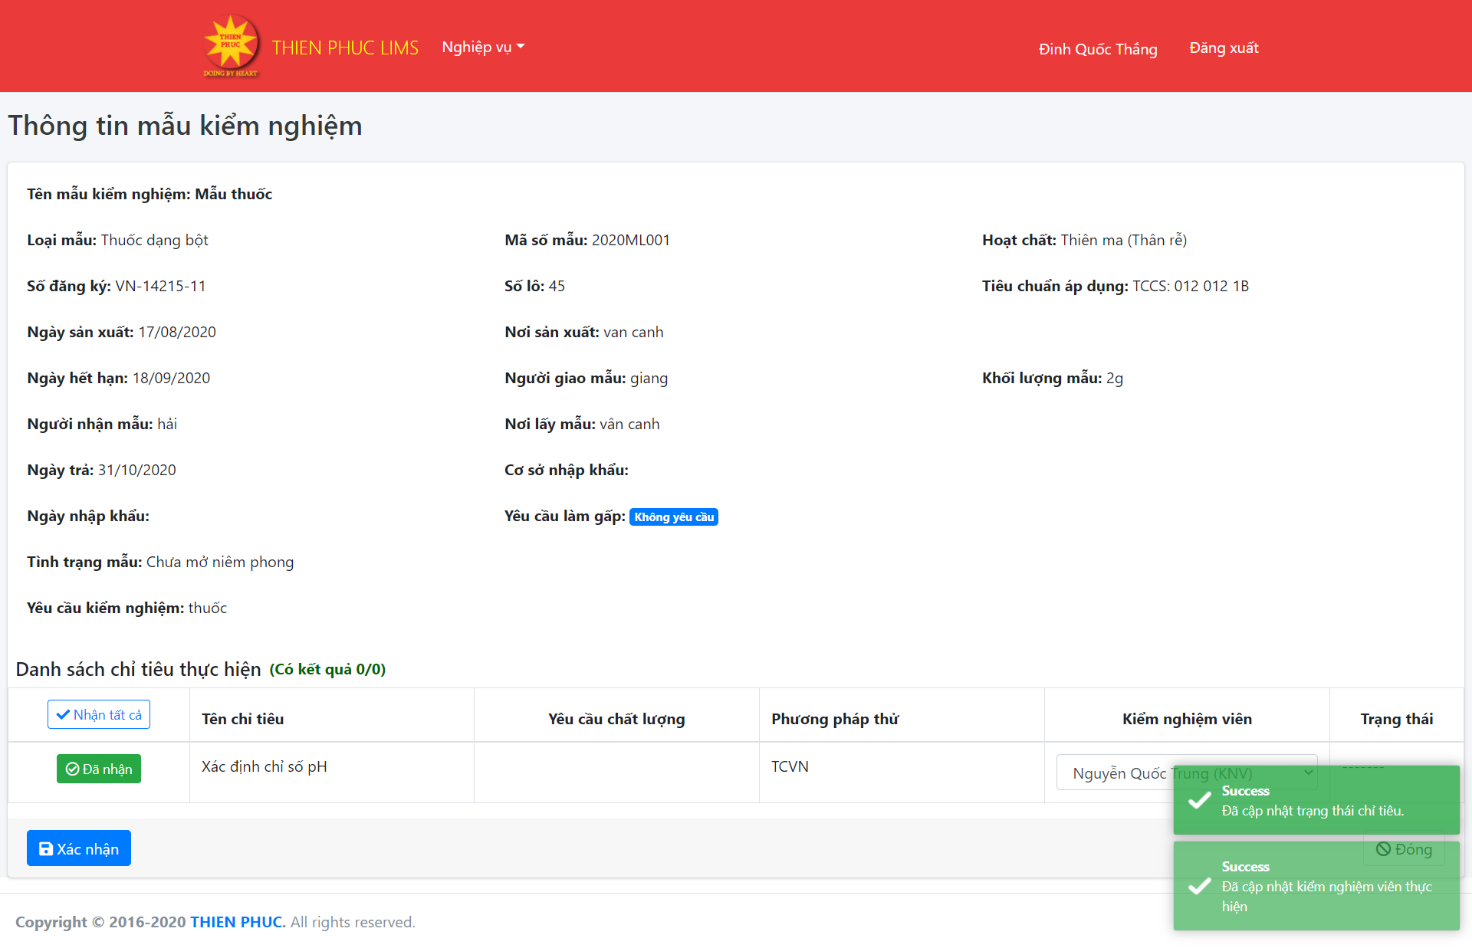 THIEN PHUC
DOING BY HEART
THIEN PHUC LIMS
Nghiệp vụ
Đinh Quốc Thắng
Đăng xuất
Thông tin mẫu kiểm nghiệm
Tên mẫu kiểm nghiệm: Mẫu thuốc
Loại mẫu: Thuốc dạng bột
Mã số mẫu: 2020ML001
Hoạt chất: Thiên ma (Thân rễ)
Số đăng ký: VN-14215-11
Số lô: 45
Tiêu chuẩn áp dụng: TCCS: 012 012 1B
Ngày sản xuất: 17/08/2020
Nơi sản xuất: van canh
Ngày hết hạn: 18/09/2020
Người giao mẫu: giang
Khối lượng mẫu: 2g
Người nhận mẫu: hải
Nơi lấy mẫu: vân canh
Ngày trả: 31/10/2020
Cơ sở nhập khẩu:
Ngày nhập khẩu:
Yêu cầu làm gấp: Không yêu cầu
Tình trạng mẫu: Chưa mở niêm phong
Yêu cầu kiểm nghiệm: thuốc
Danh sách chỉ tiêu thực hiện (Có kết quả 0/0)
Nhận tất cả
Tên chỉ tiêu
Yêu cầu chất lượng
Phương pháp thử
Kiểm nghiệm viên
Trạng thái
Đã nhận
Xác định chỉ số pH
TCVN
Nguyễn Quốc Trung (KNV)
--------
Success
Đã cập nhật trạng thái chỉ tiêu.
Xác nhận
Đóng
Success
Đã cập nhật kiểm nghiệm viên thực
hiện
Copyright © 2016-2020 THIEN PHUC. All rights reserved.